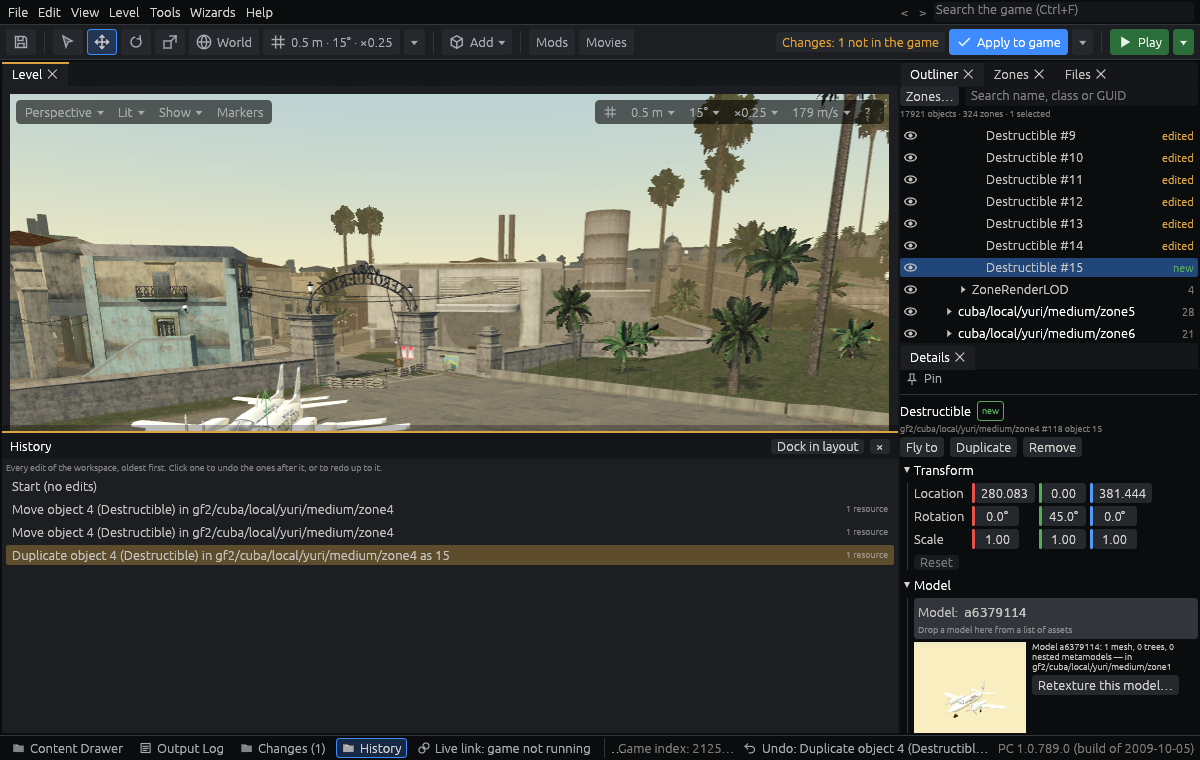 File Edit View Level Tools Wizards Help
< > Search the game (Ctrl+F)
World 0.5 m · 15° · ×0.25 Add Mods Movies Changes: 1 not in the game Apply to game Play
Level
Perspective Lit Show Markers 0.5 m 15° ×0.25 179 m/s ?
Outliner Zones Files
Zones... Search name, class or GUID
17921 objects · 324 zones · 1 selected
Destructible #9 edited
Destructible #10 edited
Destructible #11 edited
Destructible #12 edited
Destructible #13 edited
Destructible #14 edited
Destructible #15 new
ZoneRenderLOD 4
cuba/local/yuri/medium/zone5 28
cuba/local/yuri/medium/zone6 21
Details
Pin
Destructible new
gf2/cuba/local/yuri/medium/zone4 #118 object 15
Fly to Duplicate Remove
Transform
Location 280.083 0.00 381.444
Rotation 0.0° 45.0° 0.0°
Scale 1.00 1.00 1.00
Reset
Model
Model: a6379114
Drop a model here from a list of assets
Model a6379114: 1 mesh, 0 trees, 0
nested metamodels — in
gf2/cuba/local/yuri/medium/zone1
Retexture this model...
History Dock in layout ×
Every edit of the workspace, oldest first. Click one to undo the ones after it, or to redo up to it.
Start (no edits)
Move object 4 (Destructible) in gf2/cuba/local/yuri/medium/zone4 1 resource
Move object 4 (Destructible) in gf2/cuba/local/yuri/medium/zone4 1 resource
Duplicate object 4 (Destructible) in gf2/cuba/local/yuri/medium/zone4 as 15 1 resource
Content Drawer Output Log Changes (1) History Live link: game not running ..Game index: 2125... Undo: Duplicate object 4 (Destructibl... PC 1.0.789.0 (build of 2009-10-05)